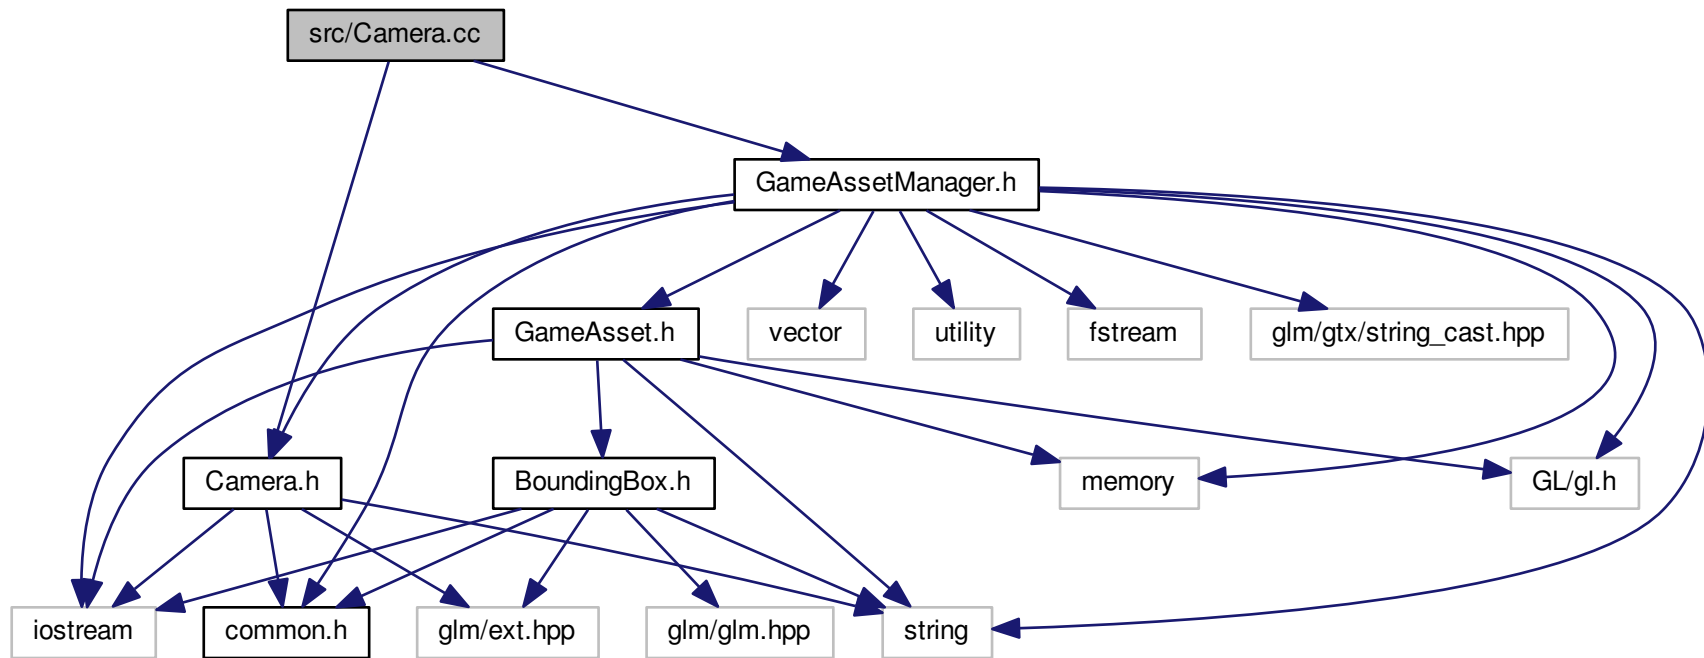 src/Camera.cc
GameAssetManager.h
GameAsset.h
vector
utility
fstream
glm/gtx/string_cast.hpp
Camera.h
BoundingBox.h
memory
GL/gl.h
iostream
common.h
glm/ext.hpp
glm/glm.hpp
string